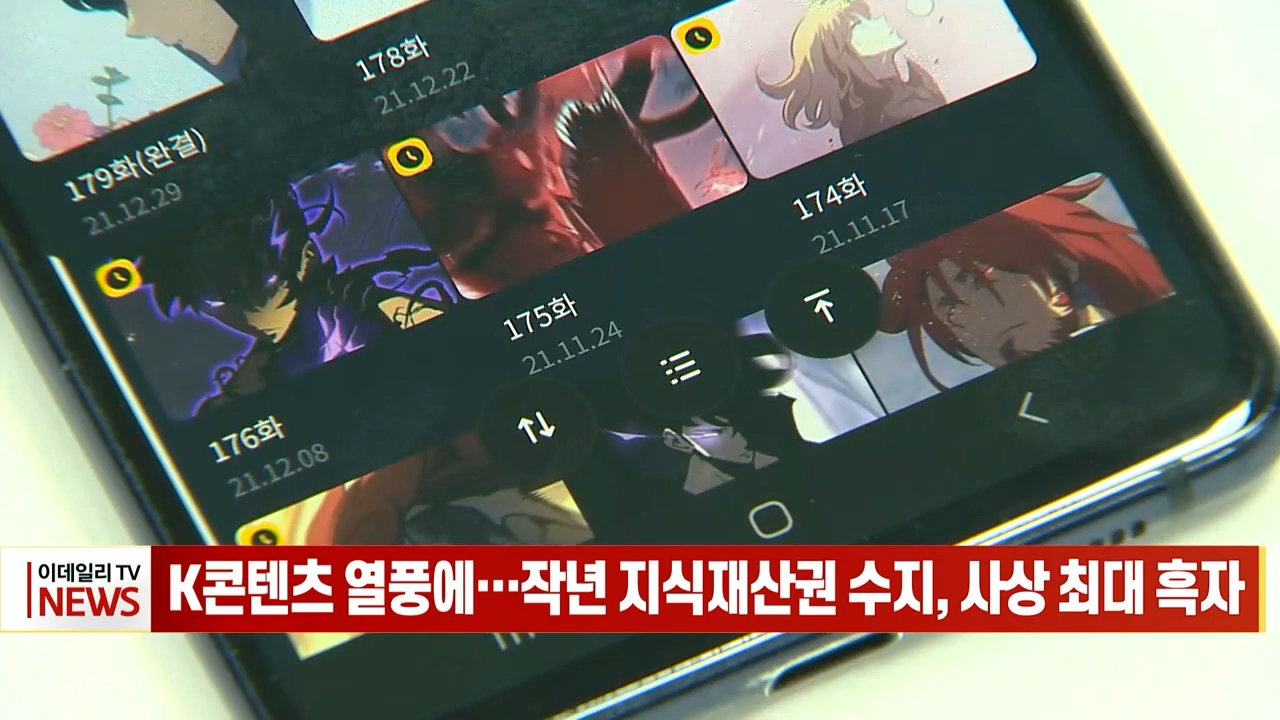 178화
21.12.22
179화(완결)
21.12.29
174화
21.11.17
175화
21.11.24
176화
21.12.08
이데일리 TV
NEWS
K콘텐츠 열풍에…작년 지식재산권 수지, 사상 최대 흑자